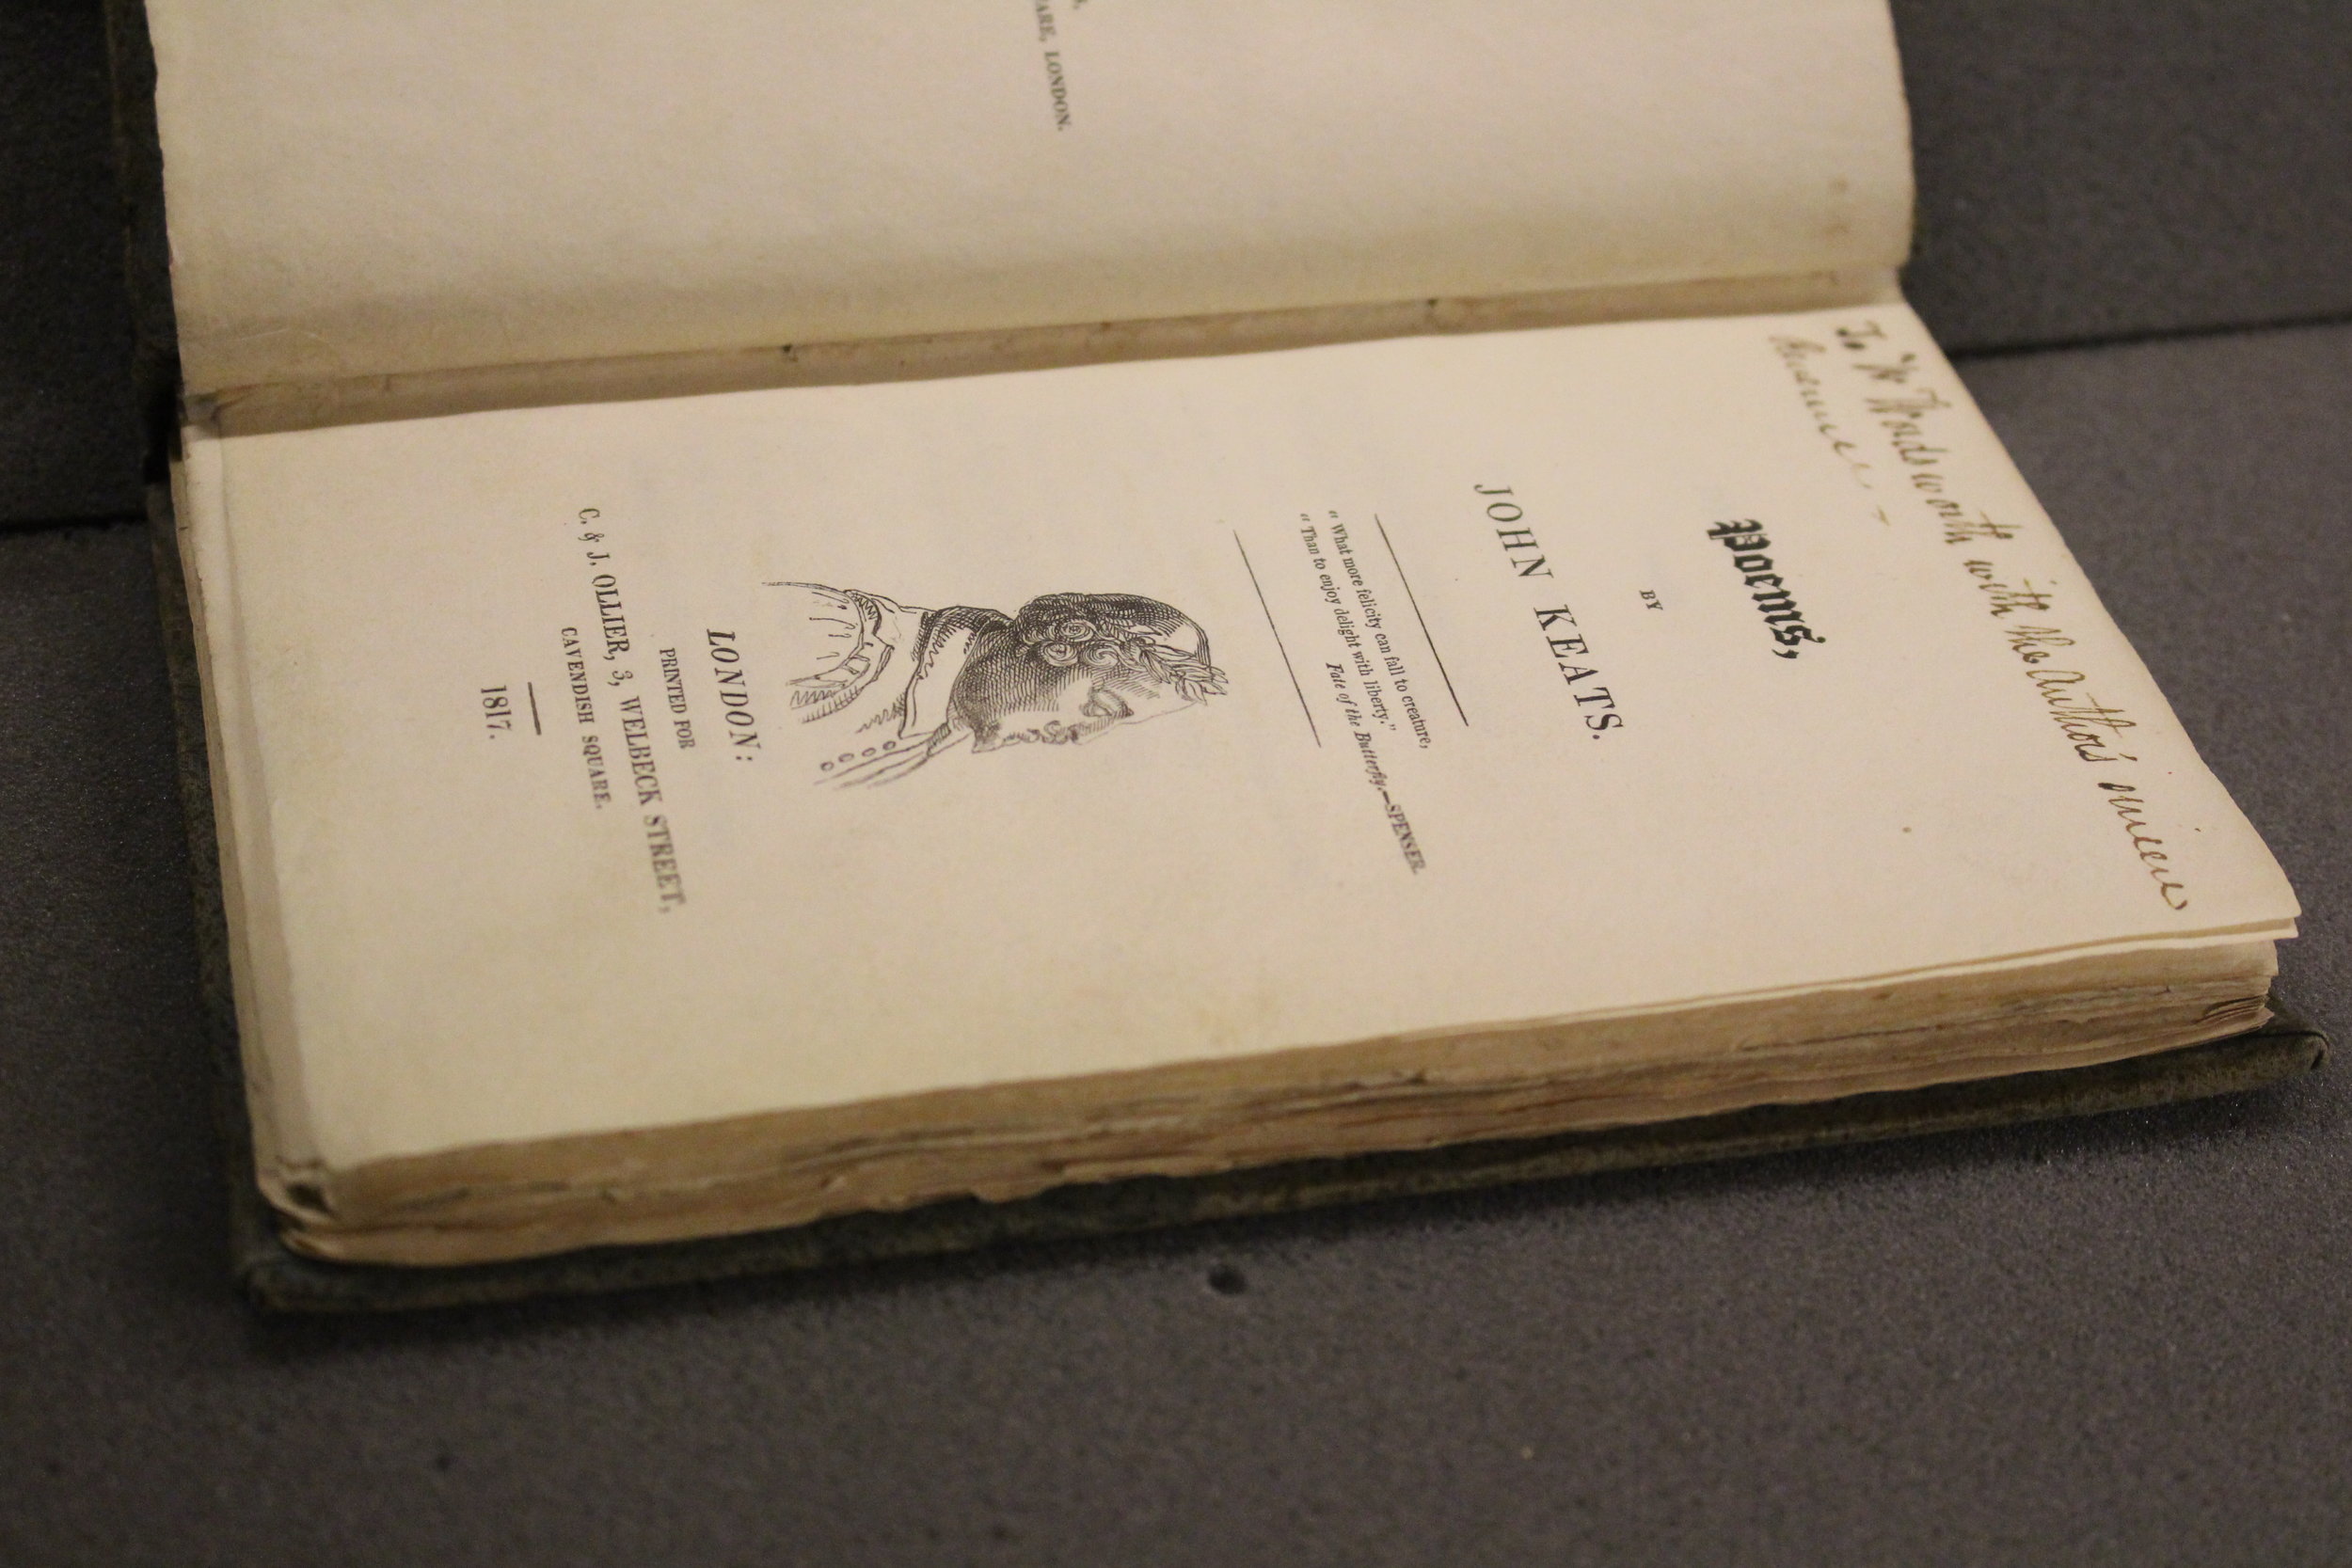 ARE, LONDON.
To W Wordsworth with the Author's sincere
Reverence
Poems,
BY
JOHN KEATS.
"What more felicity can fall to creature,
"Than to enjoy delight with liberty."
Fate of the Butterfly.—SPENSER.
LONDON:
PRINTED FOR
C. & J. OLLIER, 3, WELBECK STREET,
CAVENDISH SQUARE.
1817.